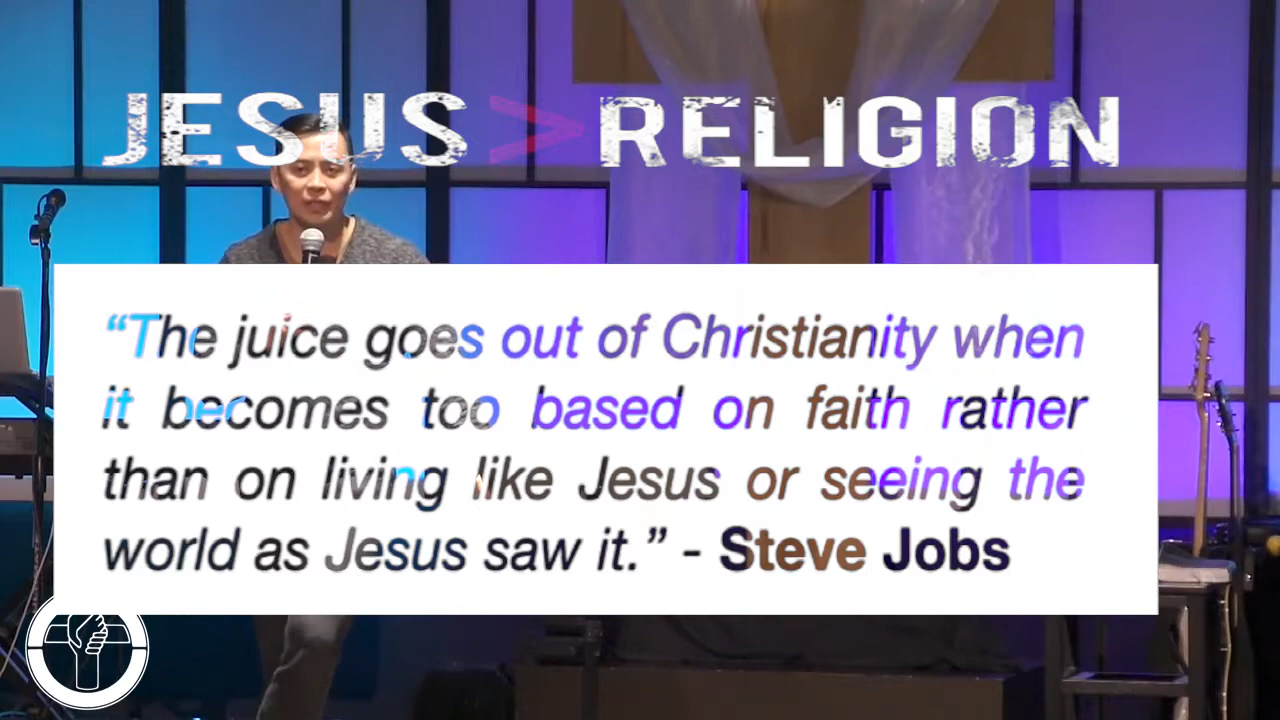 JESUS > RELIGION
“The juice goes out of Christianity when
it becomes too based on faith rather
than on living like Jesus or seeing the
world as Jesus saw it.” - Steve Jobs